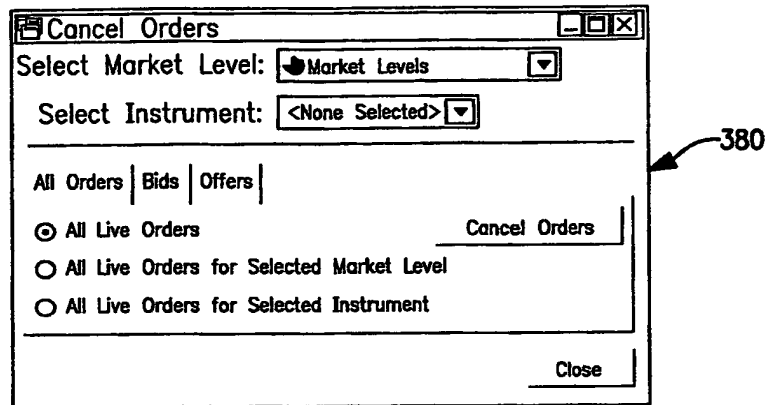 Cancel Orders
Select Market Level: Market Levels
Select Instrument: <None Selected>
380
All Orders Bids Offers
All Live Orders Cancel Orders
All Live Orders for Selected Market Level
All Live Orders for Selected Instrument
Close